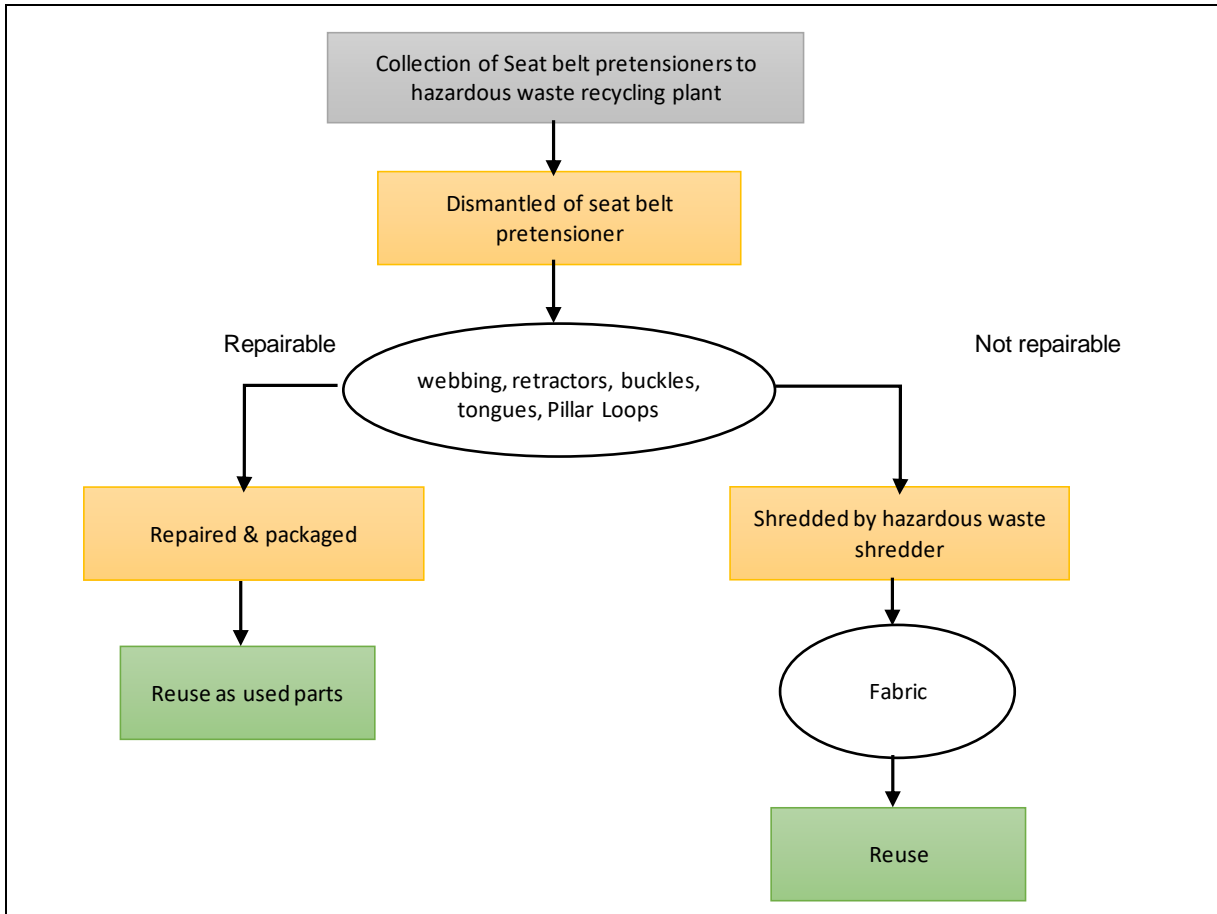 Collection of Seat belt pretensioners to
hazardous waste recycling plant
Dismantled of seat belt
pretensioner
Repairable
Not repairable
webbing, retractors, buckles,
tongues, Pillar Loops
Repaired & packaged
Shredded by hazardous waste
shredder
Reuse as used parts
Fabric
Reuse